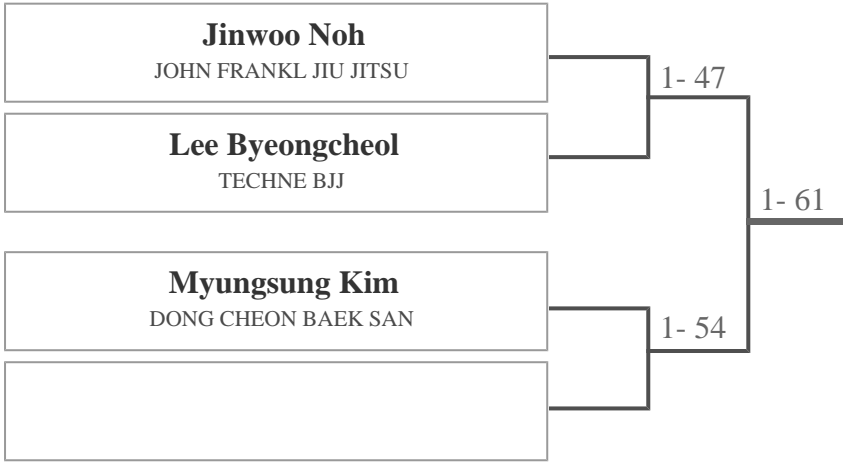 Jinwoo Noh
JOHN FRANKL JIU JITSU
1- 47
Lee Byeongcheol
TECHNE BJJ
1- 61
Myungsung Kim
DONG CHEON BAEK SAN
1- 54